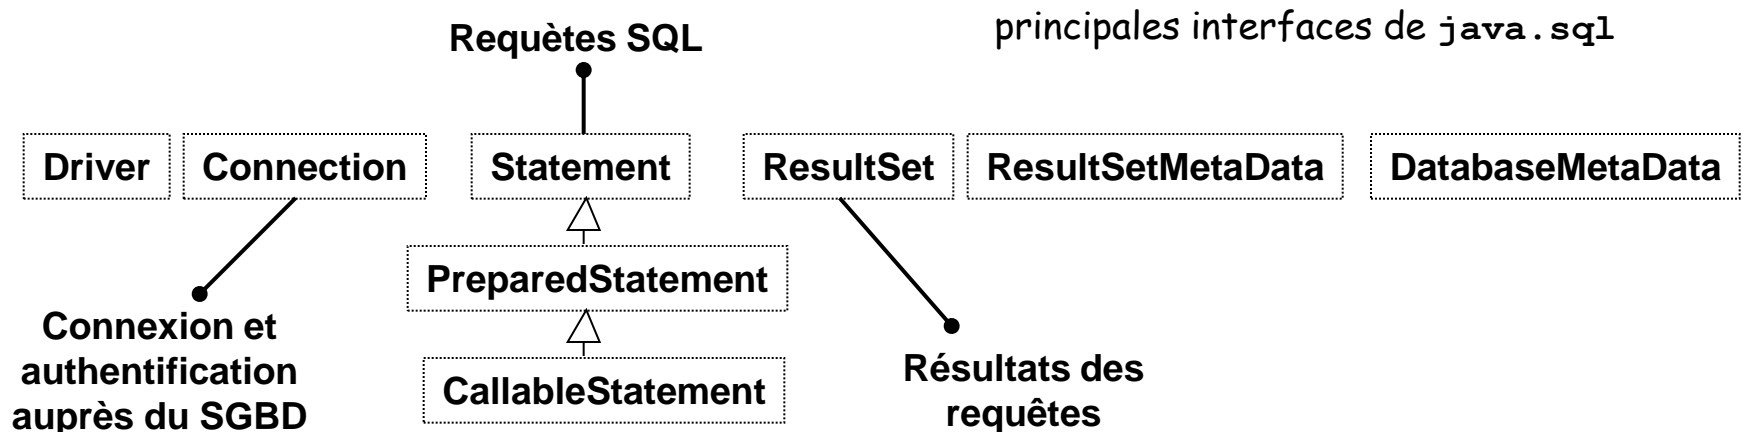 principales interfaces de java.sql
Requètes SQL
Driver
Connection
Statement
ResultSet
ResultSetMetaData
DatabaseMetaData
PreparedStatement
CallableStatement
Connexion et
authentification
auprès du SGBD
Résultats des
requêtes